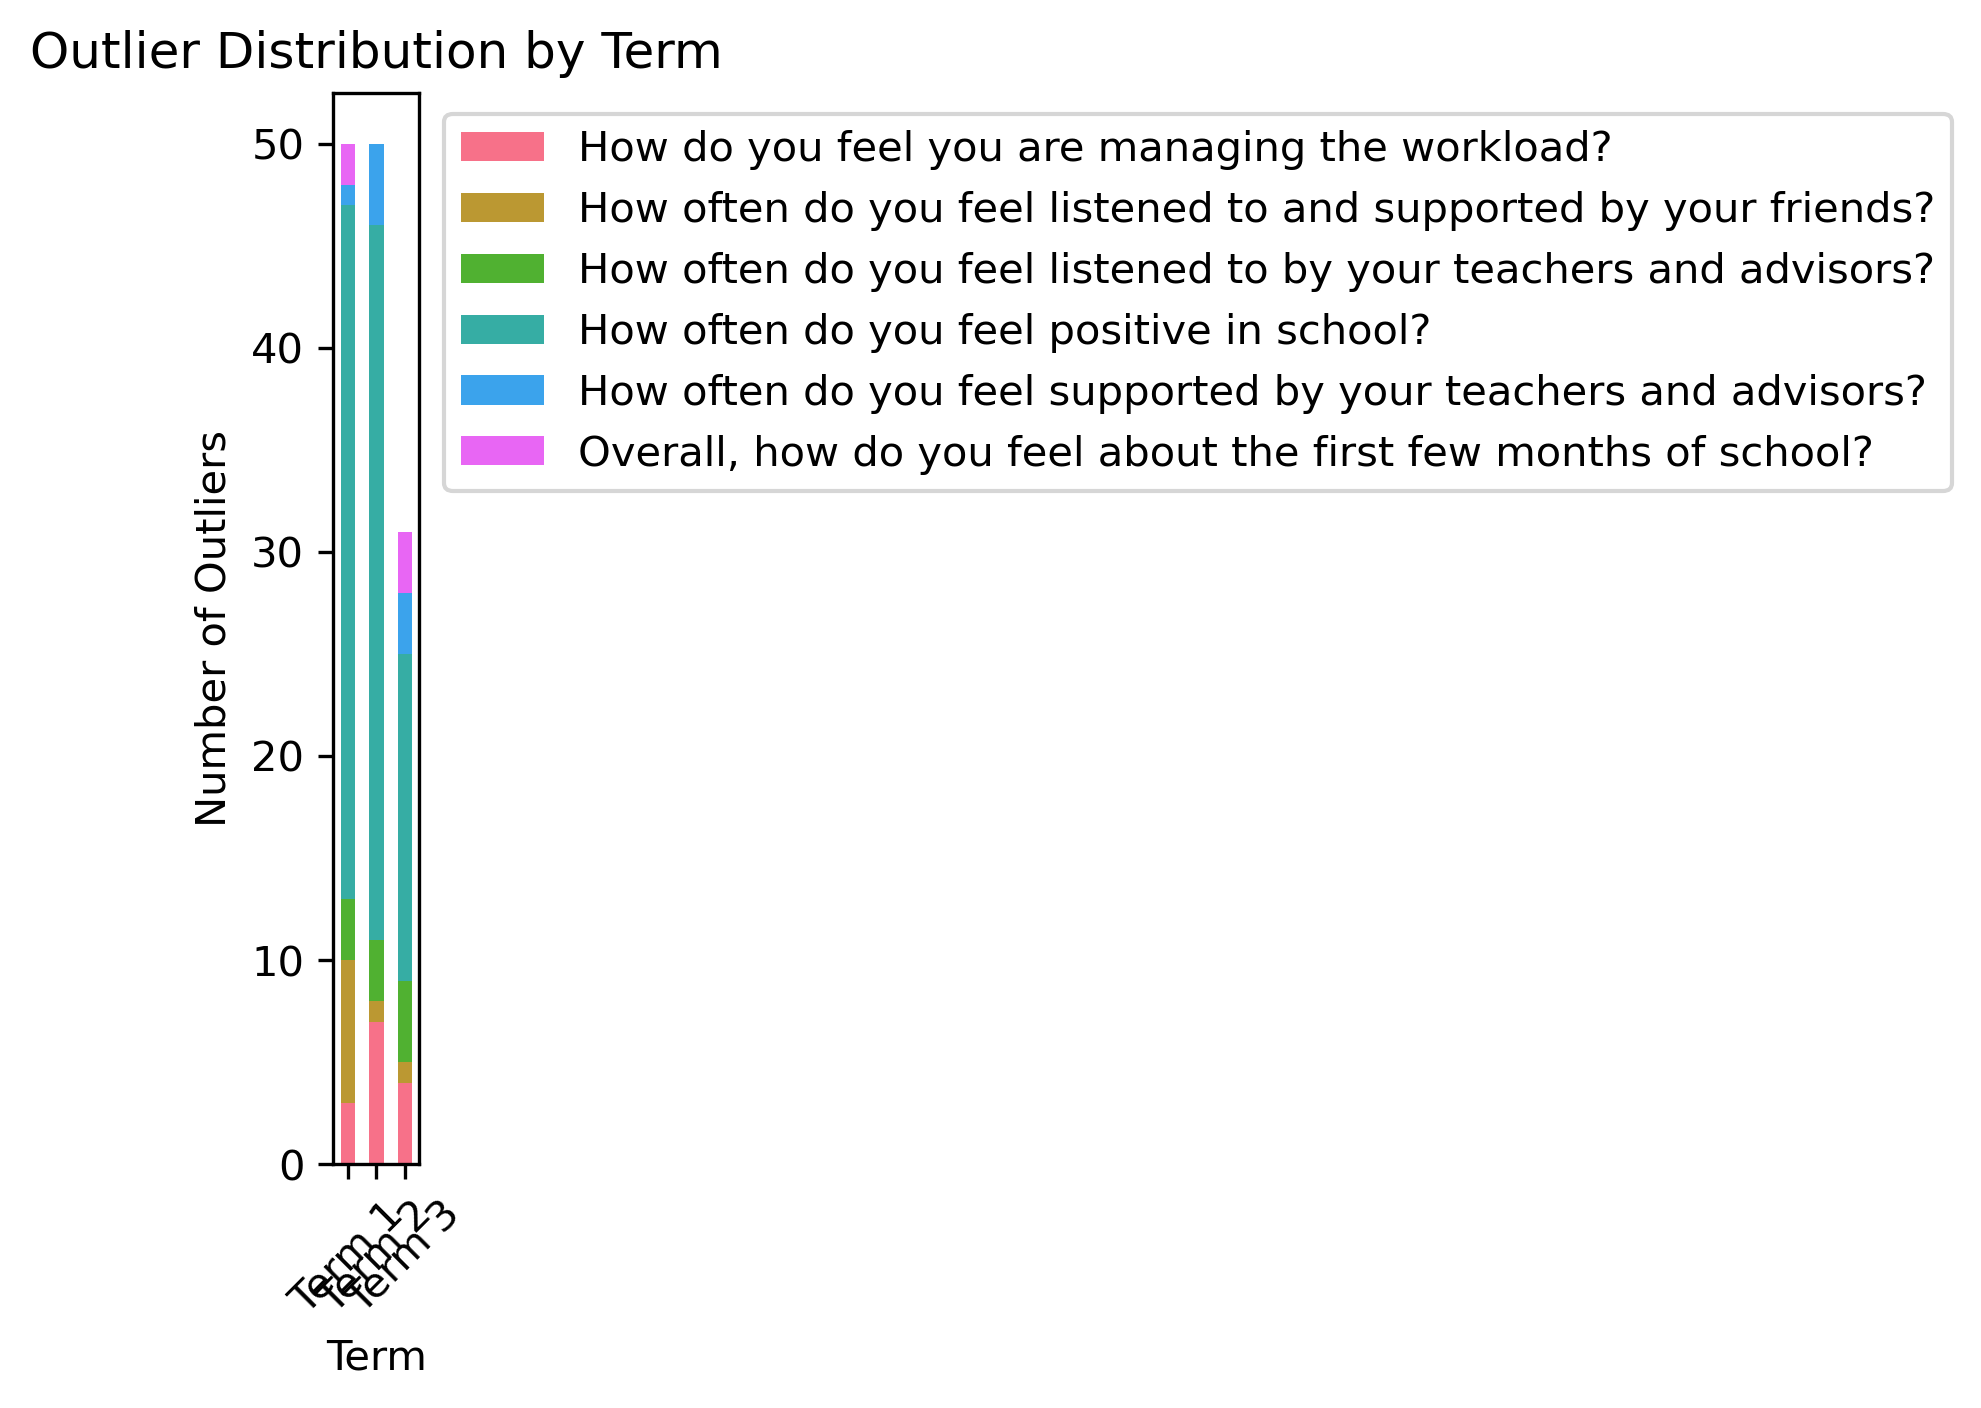 Outlier Distribution by Term
50
40
30
20
10
0
Number of Outliers
Term 1
Term 2
Term 3
Term
How do you feel you are managing the workload?
How often do you feel listened to and supported by your friends?
How often do you feel listened to by your teachers and advisors?
How often do you feel positive in school?
How often do you feel supported by your teachers and advisors?
Overall, how do you feel about the first few months of school?